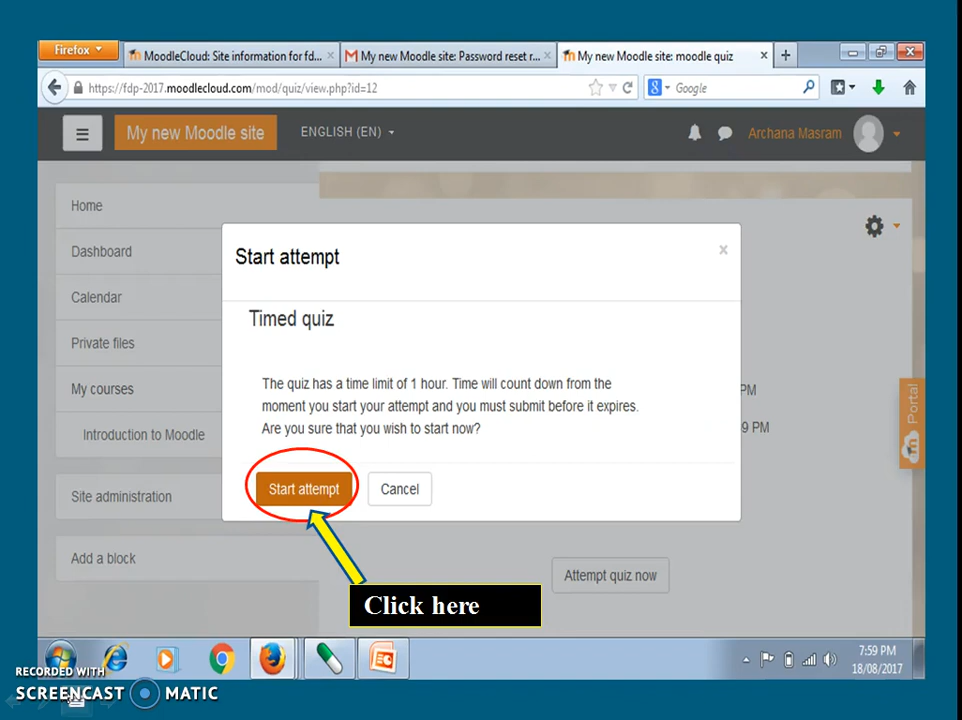 Firefox
MoodleCloud: Site information for fd...
My new Moodle site: Password reset r...
My new Moodle site: moodle quiz
https://fdp-2017.moodlecloud.com/mod/quiz/view.php?id=12
Google
My new Moodle site
ENGLISH (EN)
Archana Masram
Home
Dashboard
Calendar
Private files
My courses
Introduction to Moodle
Site administration
Add a block
Start attempt
×
Timed quiz
The quiz has a time limit of 1 hour. Time will count down from the
moment you start your attempt and you must submit before it expires.
Are you sure that you wish to start now?
Start attempt
Cancel
PM
9 PM
Portal
Attempt quiz now
Click here
7:59 PM
18/08/2017
RECORDED WITH
SCREENCAST MATIC